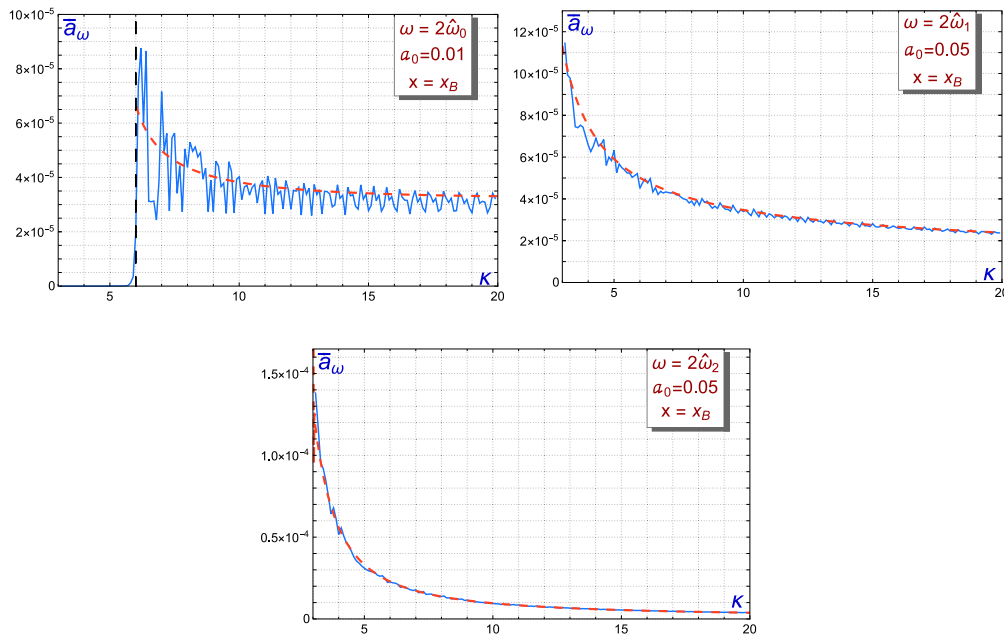 10×10⁻⁵
a̅_ω
ω = 2ω̂₀
a₀=0.01
x = x_B
8.×10⁻⁵
6.×10⁻⁵
4.×10⁻⁵
2.×10⁻⁵
0
κ
5
10
15
20
a̅_ω
ω = 2ω̂₁
a₀=0.05
x = x_B
12×10⁻⁵
10×10⁻⁵
8×10⁻⁵
6×10⁻⁵
4×10⁻⁵
2×10⁻⁵
0
κ
5
10
15
20
a̅_ω
ω = 2ω̂₂
a₀=0.05
x = x_B
1.5×10⁻⁴
1.0×10⁻⁴
0.5×10⁻⁴
0
κ
5
10
15
20